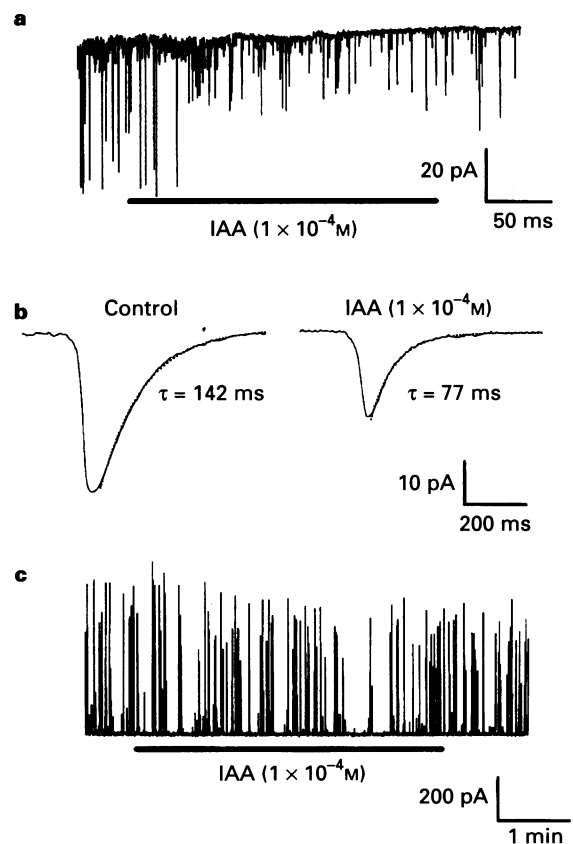 a
20 pA
50 ms
IAA (1 × 10⁻⁴M)
b
Control
IAA (1 × 10⁻⁴M)
τ = 142 ms
τ = 77 ms
10 pA
200 ms
c
IAA (1 × 10⁻⁴M)
200 pA
1 min